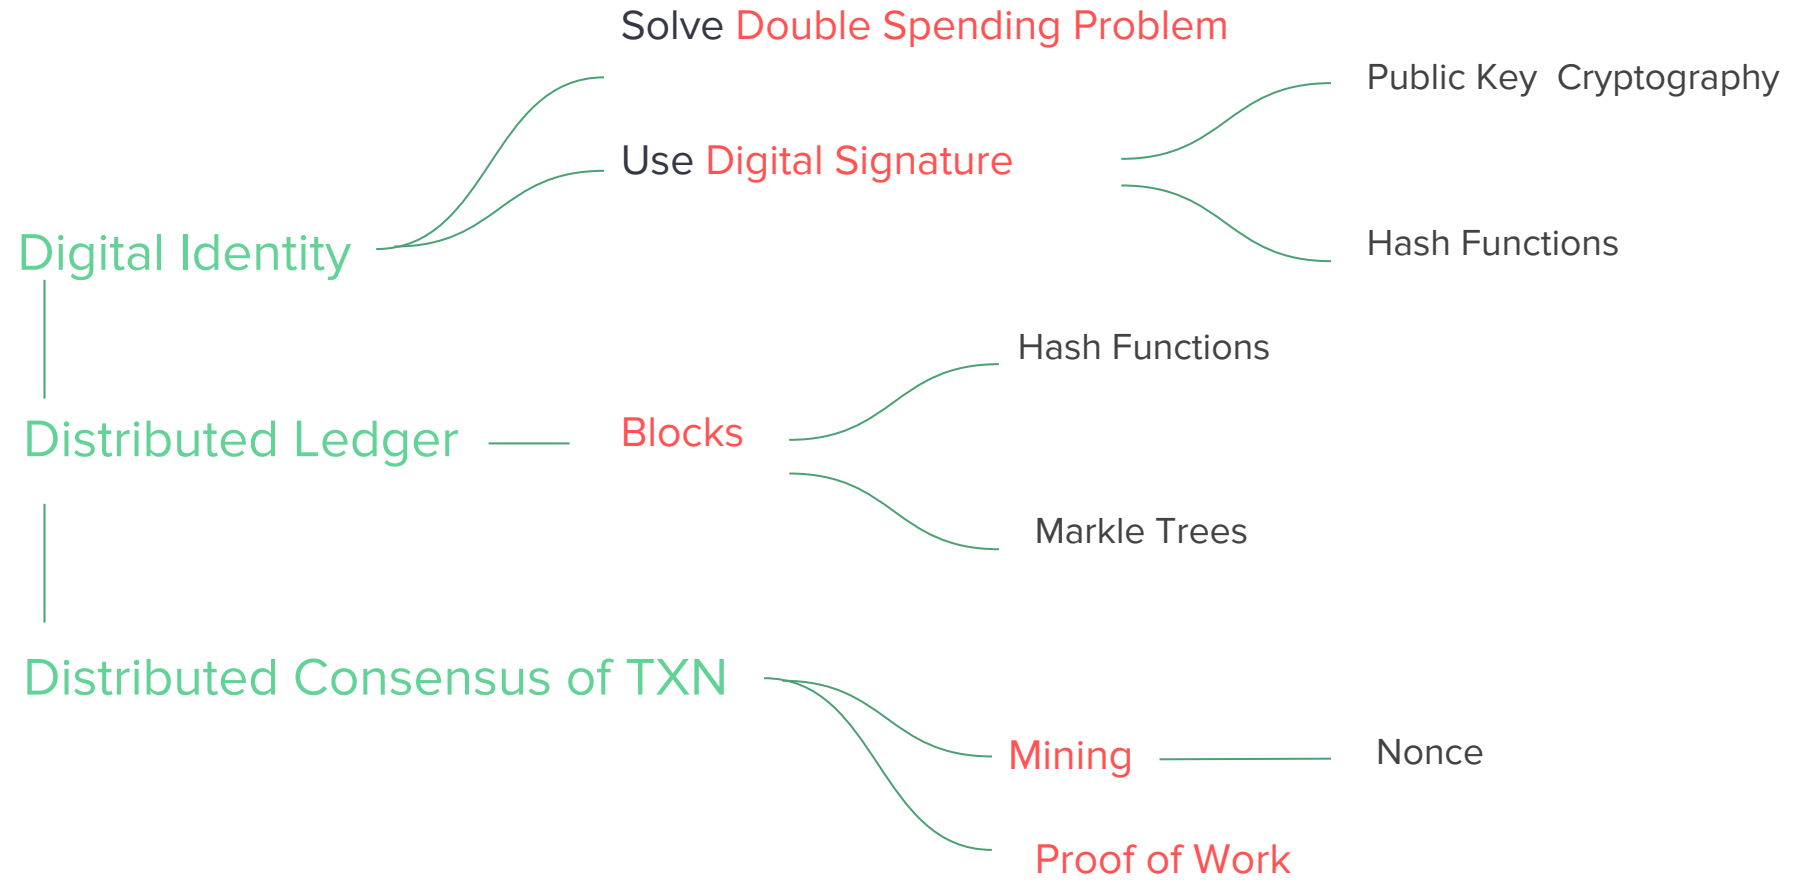 Solve Double Spending Problem
Public Key Cryptography
Use Digital Signature
Digital Identity
Hash Functions
Hash Functions
Distributed Ledger
Blocks
Markle Trees
Distributed Consensus of TXN
Mining
Nonce
Proof of Work